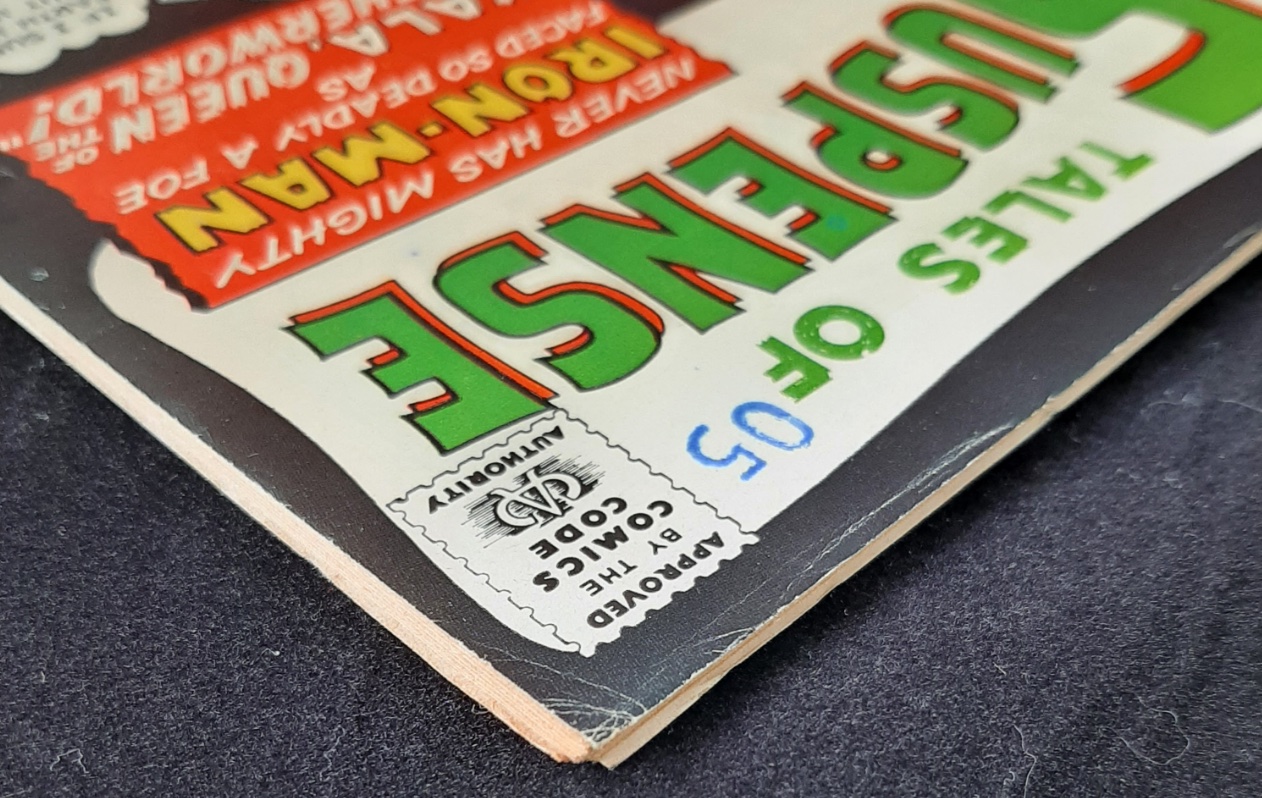 TALES OF
SUSPENSE
05
APPROVED
BY THE
COMICS
CODE
CA
AUTHORITY
NEVER HAS MIGHTY
IRON-MAN
FACED SO DEADLY A FOE
AS
QUEEN OF THE
NETHERWORLD!"